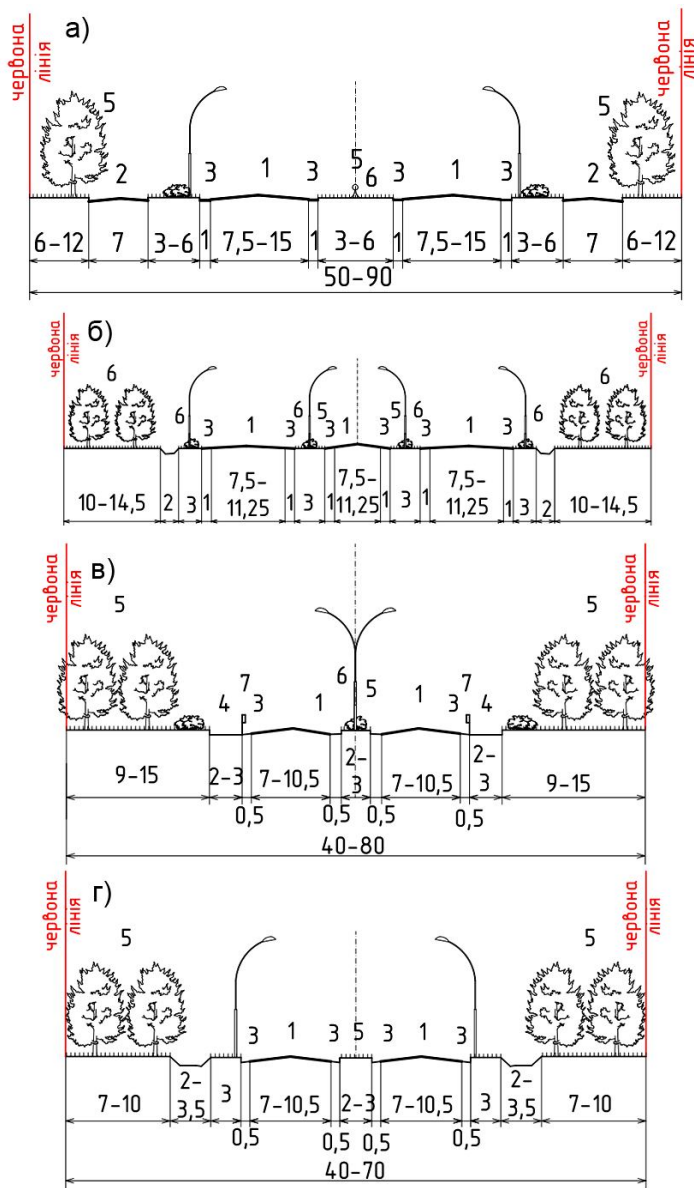 а)
червона лінія
червона лінія
5 5
2 3 1 3 5 6 3 1 3 2
6-12 7 3-6 1 7,5-15 1 3-6 1 7,5-15 1 3-6 7 6-12
50-90
б)
червона лінія
червона лінія
6 6
6 3 1 3 6 5 3 1 3 5 6 3 1 3 6
10-14,5 2 3 1 7,5-11,25 1 3 1 7,5-11,25 1 3 1 7,5-11,25 1 3 2 10-14,5
в)
червона лінія
червона лінія
5 5
4 7 3 1 6 5 1 3 7 4
9-15 2-3 7-10,5 2-3 7-10,5 2-3 9-15
0,5 0,5 0,5 0,5
40-80
г)
червона лінія
червона лінія
5 5
3 1 3 5 3 1 3
7-10 2-3,5 3 7-10,5 2-3 7-10,5 3 2-3,5 7-10
0,5 0,5 0,5 0,5
40-70